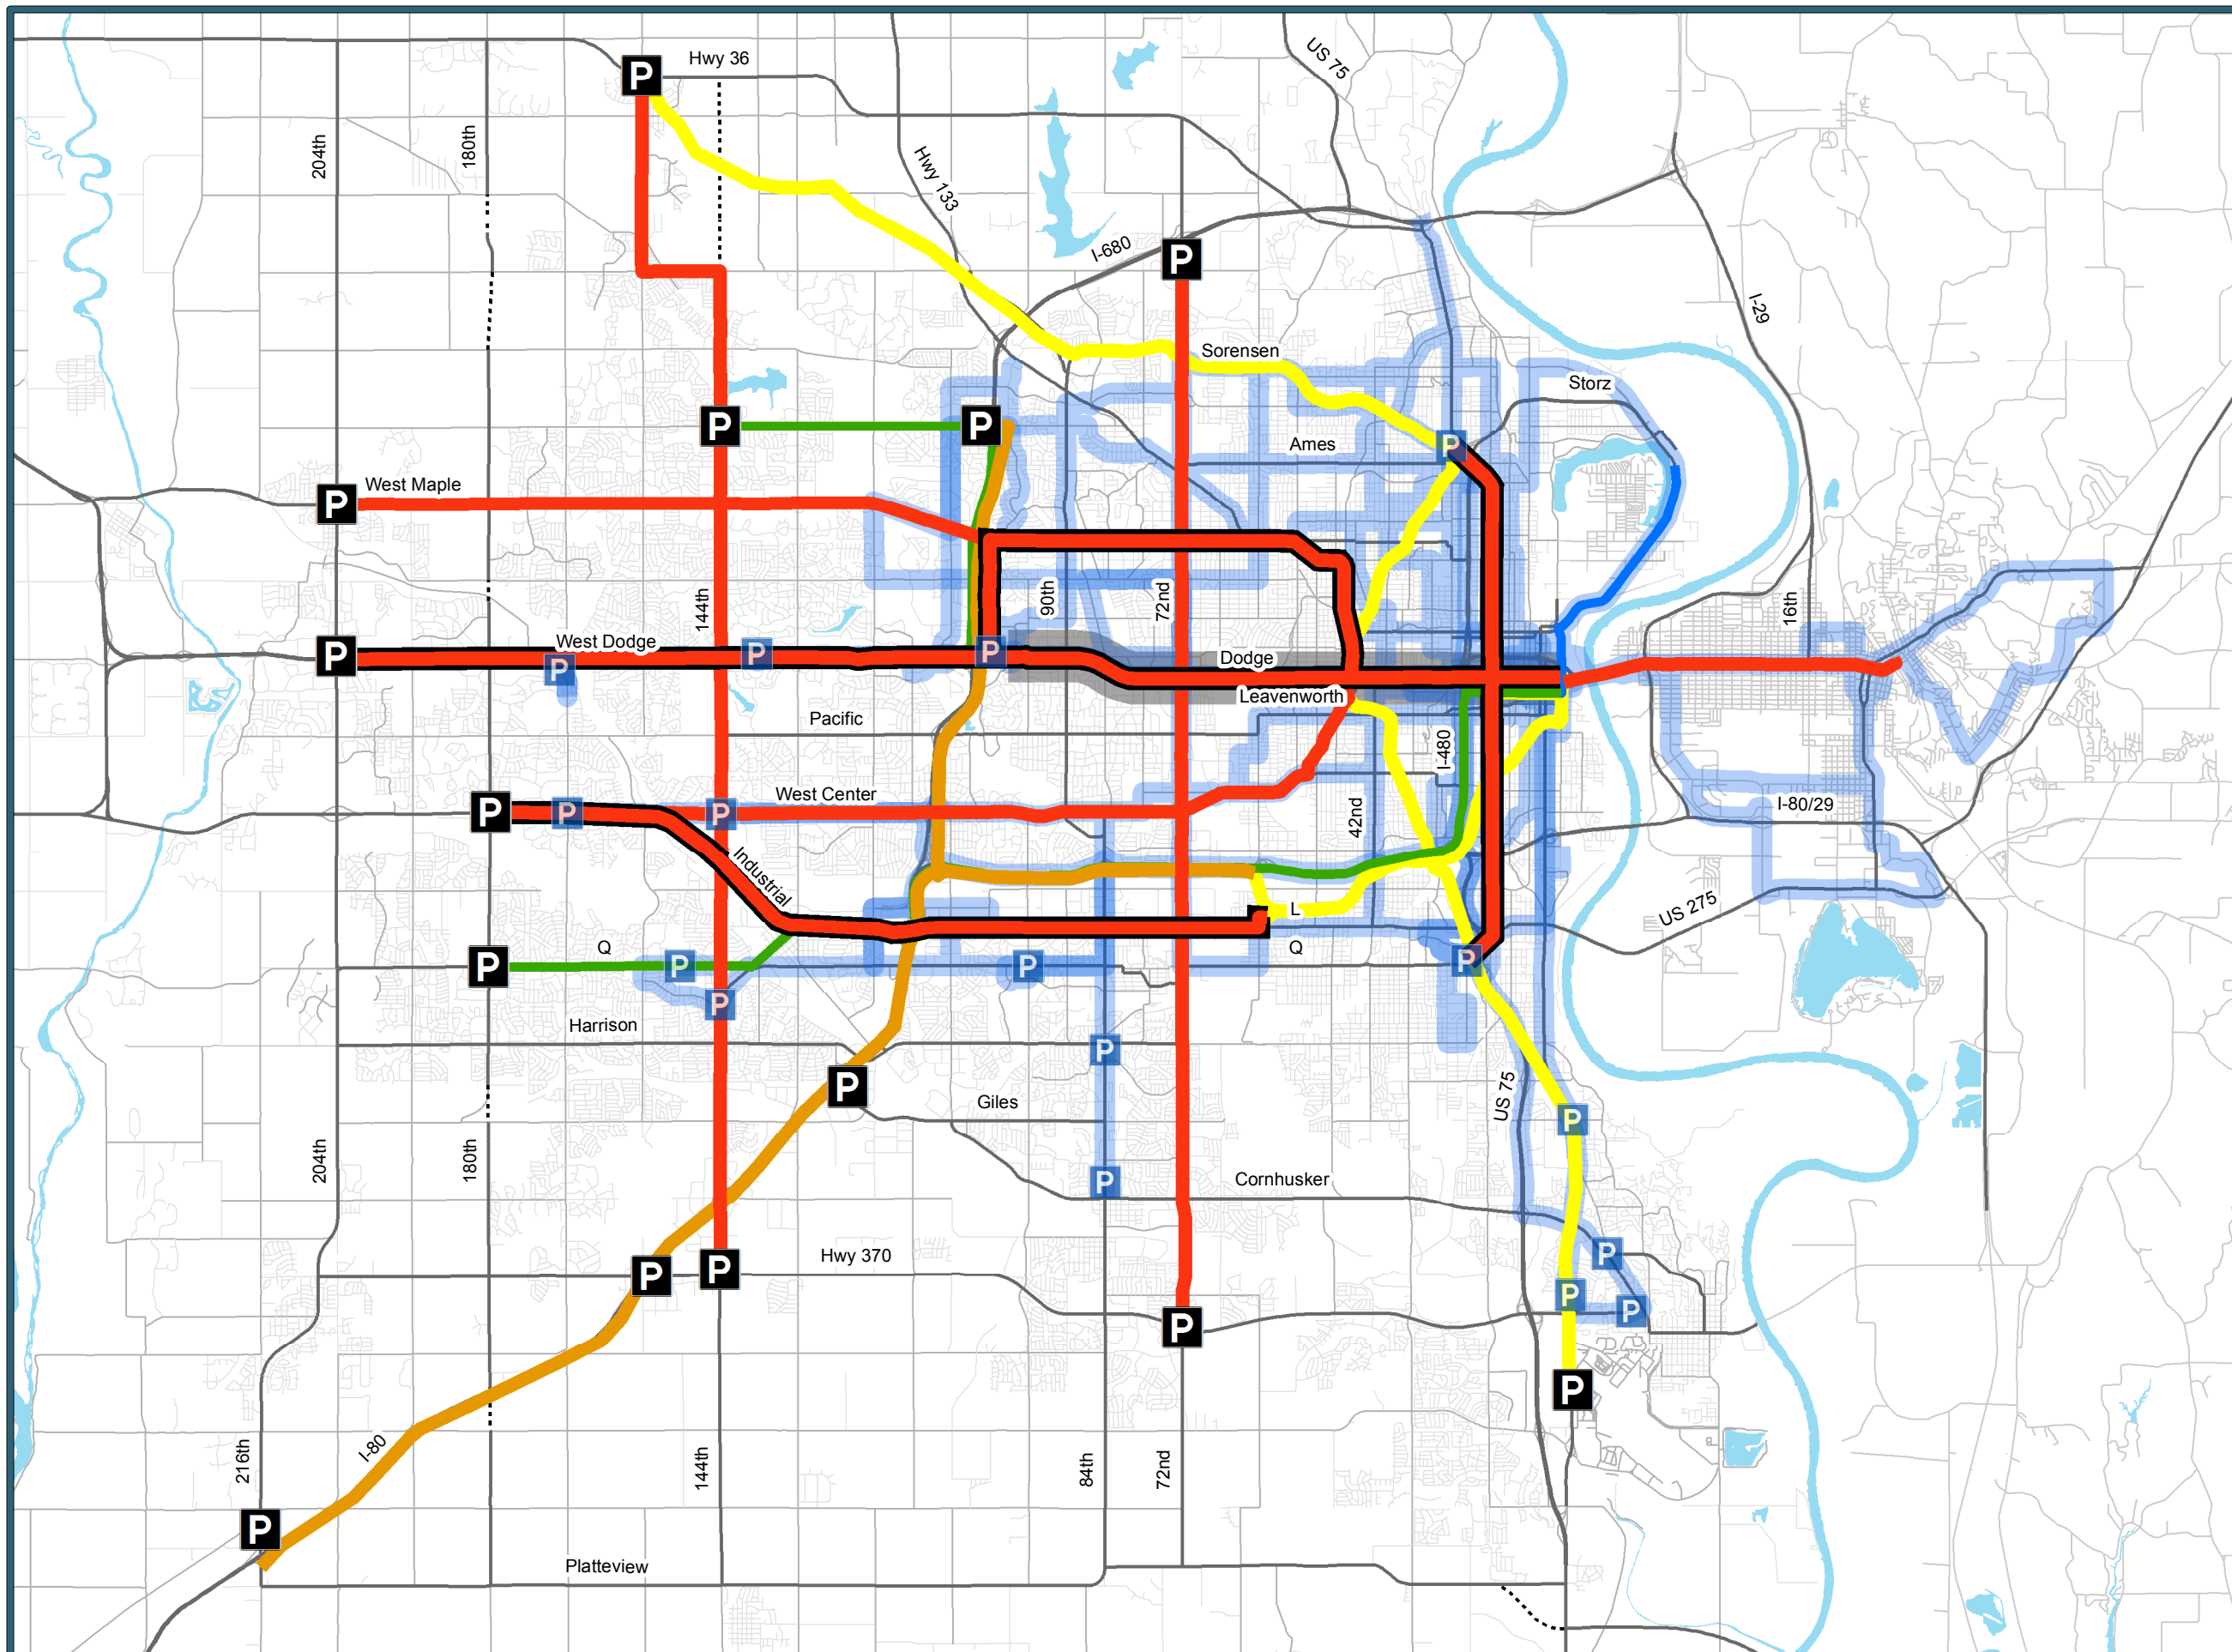 P
Hwy 36
US 75
204th
180th
Hwy 133
I-680
P
I-29
Sorensen
Storz
P
P
Ames
P
West Maple
P
144th
90th
72nd
16th
West Dodge
P
P
P
P
Dodge
Leavenworth
Pacific
I-480
West Center
P
P
P
42nd
I-80/29
Industrial
L
US 275
Q
Q
P
P
P
P
P
Harrison
P
P
US 75
Giles
P
204th
180th
Cornhusker
P
Hwy 370
P
P
P
P
P
P
P
I-80
216th
144th
84th
72nd
P
Platteview